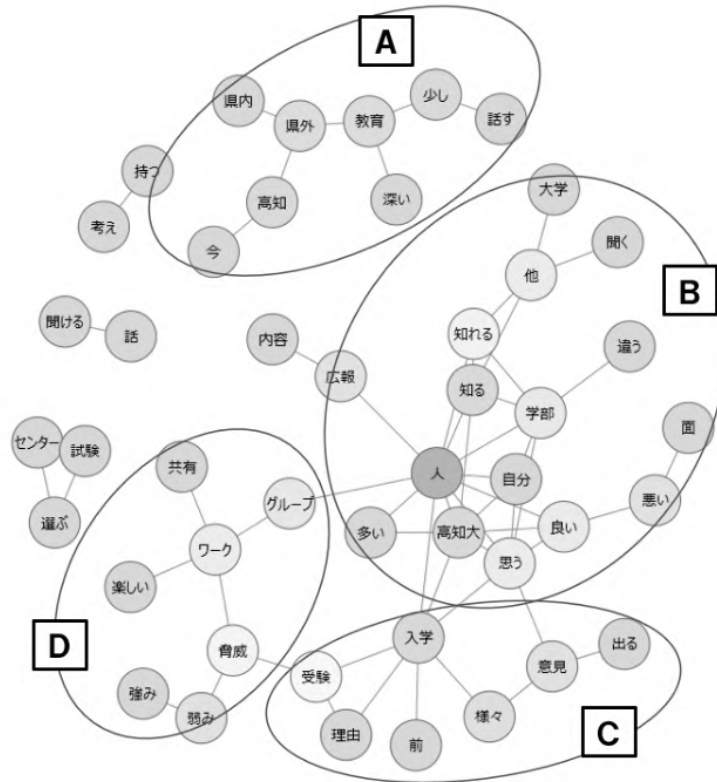 A
県内
県外
教育
少し
話す
持つ
考え
高知
深い
今
大学
聞く
B
他
聞ける
話
内容
広報
知れる
知る
違う
学部
面
センター
試験
選ぶ
共有
グループ
人
自分
悪い
多い
高知大
良い
ワーク
思う
楽しい
D
脅威
強み
弱み
受験
入学
意見
出る
理由
前
様々
C